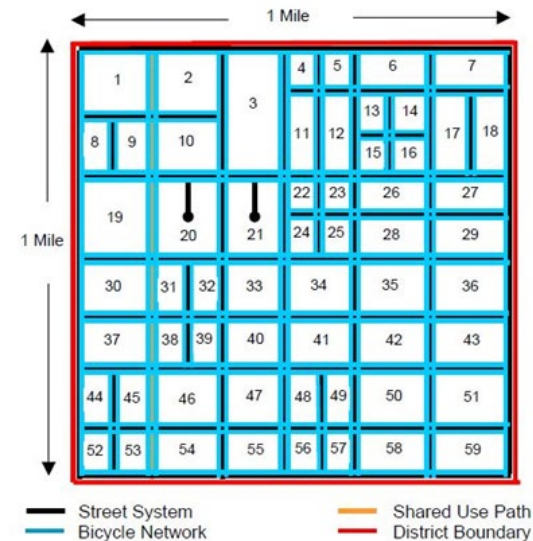 1 Mile
1 Mile
1 2 3 4 5 6 7
8 9 10 11 12 13 14 15 16 17 18
19 20 21 22 23 24 25 26 27 28 29
30 31 32 33 34 35 36
37 38 39 40 41 42 43
44 45 46 47 48 49 50 51
52 53 54 55 56 57 58 59
Street System Shared Use Path
Bicycle Network District Boundary